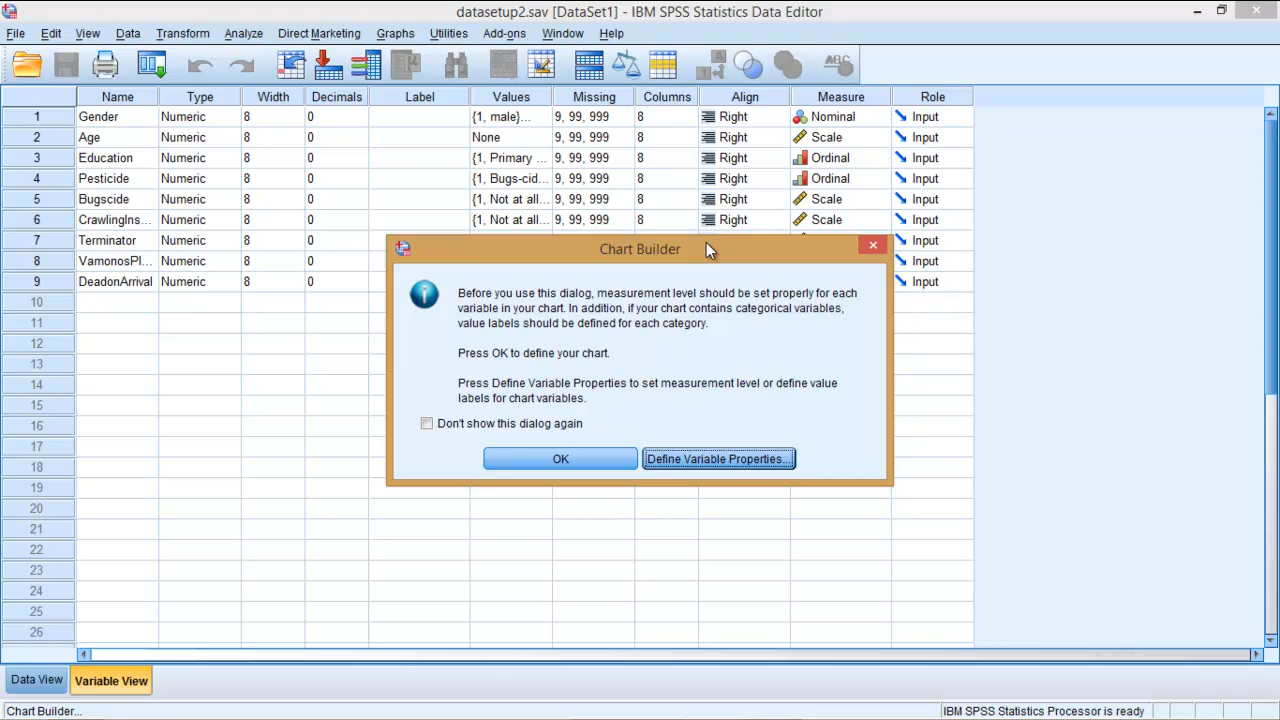 datasetup2.sav [DataSet1] - IBM SPSS Statistics Data Editor
File Edit View Data Transform Analyze Direct Marketing Graphs Utilities Add-ons Window Help
Name Type Width Decimals Label Values Missing Columns Align Measure Role
1 Gender Numeric 8 0 {1, male}... 9, 99, 999 8 Right Nominal Input
2 Age Numeric 8 0 None 9, 99, 999 8 Right Scale Input
3 Education Numeric 8 0 {1, Primary ... 9, 99, 999 8 Right Ordinal Input
4 Pesticide Numeric 8 0 {1, Bugs-cid... 9, 99, 999 8 Right Ordinal Input
5 Bugscide Numeric 8 0 {1, Not at all... 9, 99, 999 8 Right Scale Input
6 CrawlingIns... Numeric 8 0 {1, Not at all... 9, 99, 999 8 Right Scale Input
7 Terminator Numeric 8 0 Input
8 VamonosPl... Numeric 8 0 Input
9 DeadonArrival Numeric 8 0 Input
10
11
12
13
14
15
16
17
18
19
20
21
22
23
24
25
26
Chart Builder
Before you use this dialog, measurement level should be set properly for each
variable in your chart. In addition, if your chart contains categorical variables,
value labels should be defined for each category.
Press OK to define your chart.
Press Define Variable Properties to set measurement level or define value
labels for chart variables.
Don't show this dialog again
OK Define Variable Properties...
Data View Variable View
Chart Builder... IBM SPSS Statistics Processor is ready